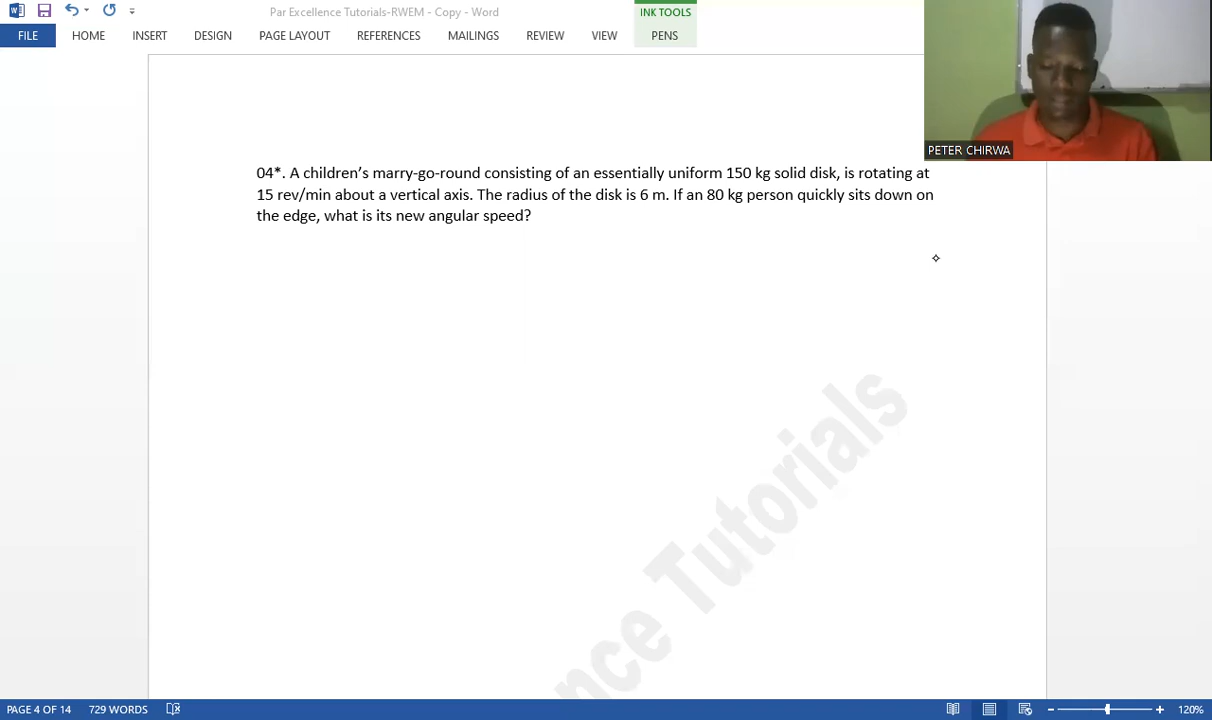 Par Excellence Tutorials-RWEM - Copy - Word
INK TOOLS
FILE HOME INSERT DESIGN PAGE LAYOUT REFERENCES MAILINGS REVIEW VIEW PENS
PETER CHIRWA
04*. A children’s marry-go-round consisting of an essentially uniform 150 kg solid disk, is rotating at
15 rev/min about a vertical axis. The radius of the disk is 6 m. If an 80 kg person quickly sits down on
the edge, what is its new angular speed?
nce Tutorials
PAGE 4 OF 14 729 WORDS 120%